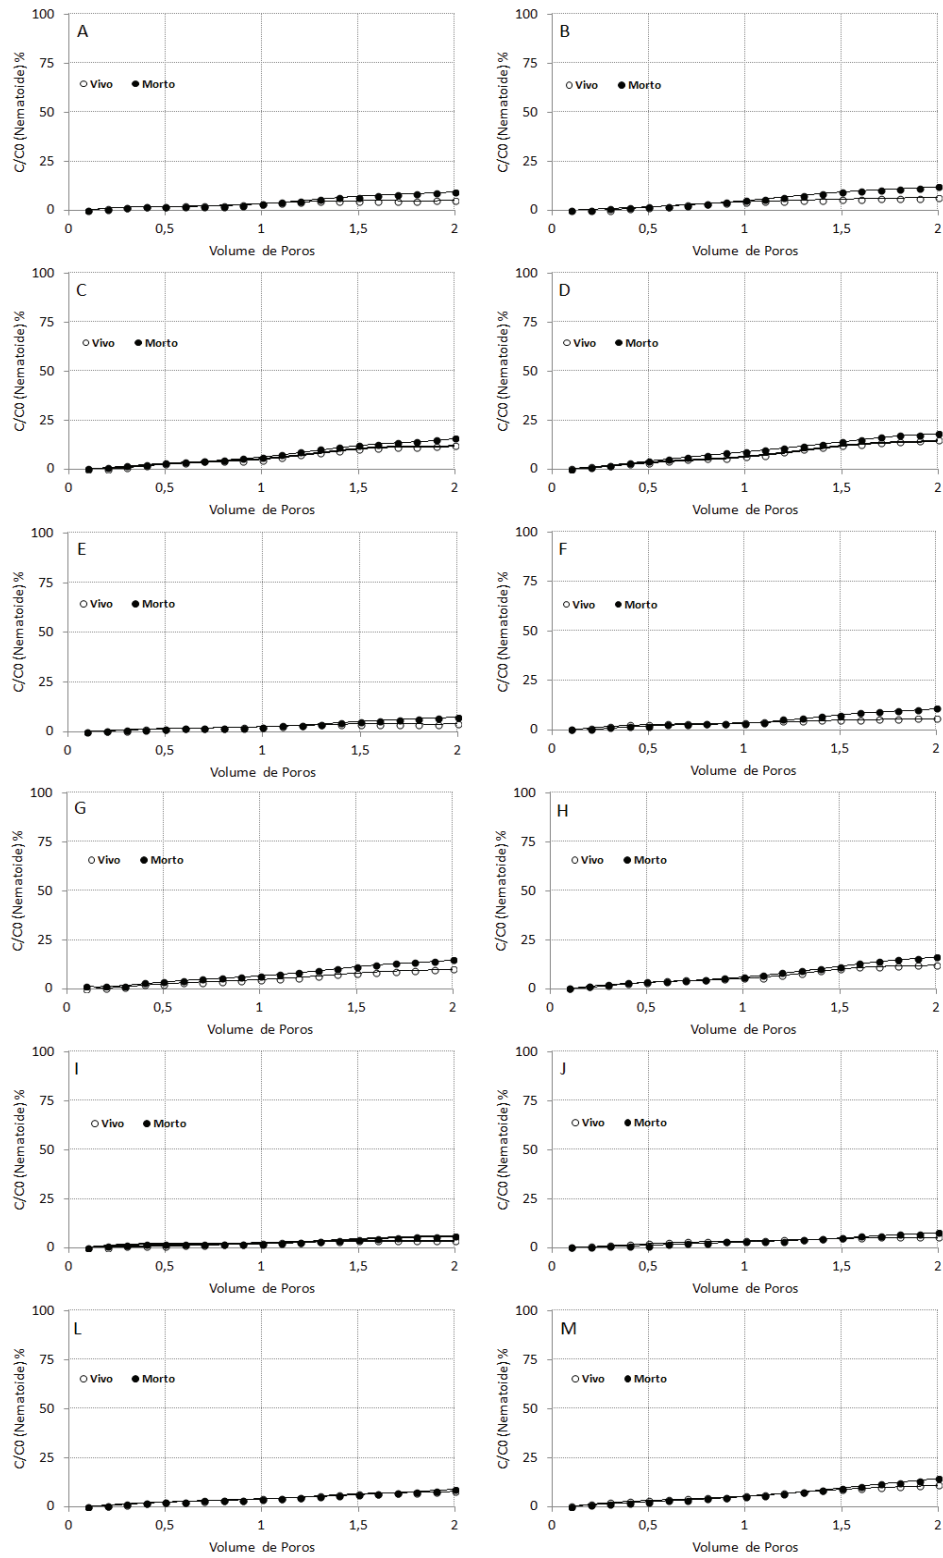 A
C/C0 (Nematoide) %
100
75
50
25
0
Vivo
Morto
0
0,5
1
1,5
2
Volume de Poros
B
C/C0 (Nematoide) %
100
75
50
25
0
Vivo
Morto
0
0,5
1
1,5
2
Volume de Poros
C
C/C0 (Nematoide) %
100
75
50
25
0
Vivo
Morto
0
0,5
1
1,5
2
Volume de Poros
D
C/C0 (Nematoide) %
100
75
50
25
0
Vivo
Morto
0
0,5
1
1,5
2
Volume de Poros
E
C/C0 (Nematoide) %
100
75
50
25
0
Vivo
Morto
0
0,5
1
1,5
2
Volume de Poros
F
C/C0 (Nematoide) %
100
75
50
25
0
Vivo
Morto
0
0,5
1
1,5
2
Volume de Poros
G
C/C0 (Nematoide) %
100
75
50
25
0
Vivo
Morto
0
0,5
1
1,5
2
Volume de Poros
H
C/C0 (Nematoide) %
100
75
50
25
0
Vivo
Morto
0
0,5
1
1,5
2
Volume de Poros
I
C/C0 (Nematoide) %
100
75
50
25
0
Vivo
Morto
0
0,5
1
1,5
2
Volume de Poros
J
C/C0 (Nematoide) %
100
75
50
25
0
Vivo
Morto
0
0,5
1
1,5
2
Volume de Poros
L
C/C0 (Nematoide) %
100
75
50
25
0
Vivo
Morto
0
0,5
1
1,5
2
Volume de Poros
M
C/C0 (Nematoide) %
100
75
50
25
0
Vivo
Morto
0
0,5
1
1,5
2
Volume de Poros